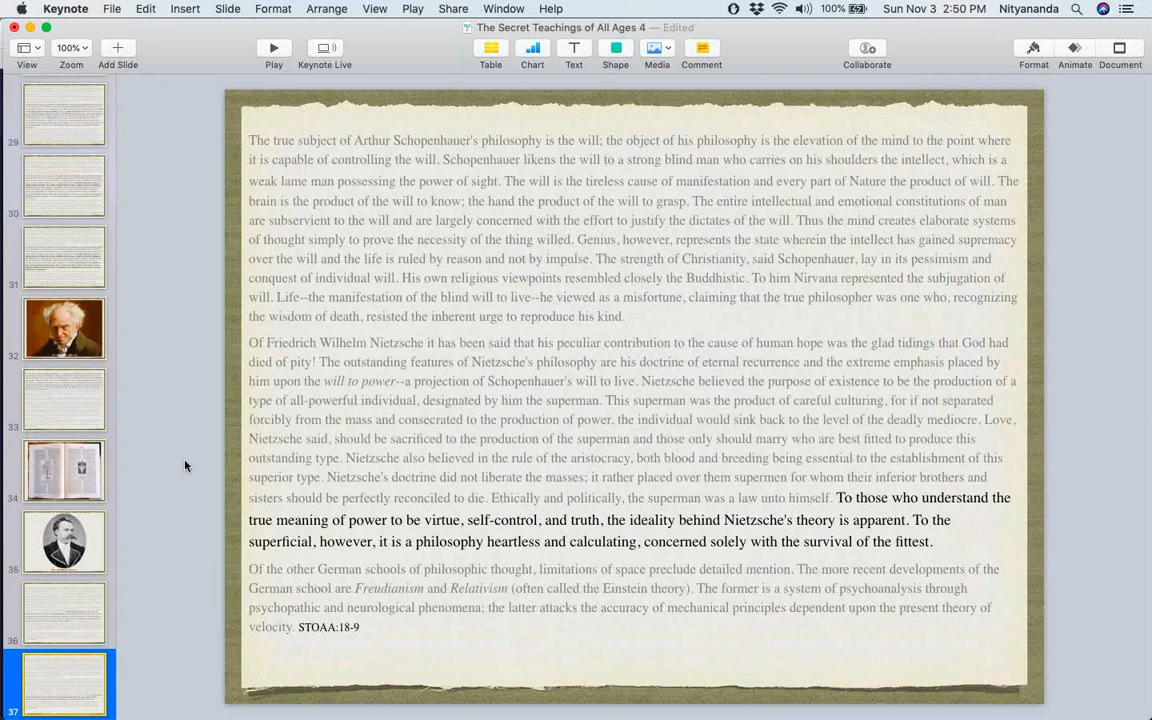 Keynote File Edit Insert Slide Format Arrange View Play Share Window Help 100% Sun Nov 3 2:50 PM Nityananda
The Secret Teachings of All Ages 4 — Edited
100%
View Zoom Add Slide Play Keynote Live Table Chart Text Shape Media Comment Collaborate Format Animate Document
29
30
31
32
33
34
35
36
37
The true subject of Arthur Schopenhauer's philosophy is the will; the object of his philosophy is the elevation of the mind to the point where
it is capable of controlling the will. Schopenhauer likens the will to a strong blind man who carries on his shoulders the intellect, which is a
weak lame man possessing the power of sight. The will is the tireless cause of manifestation and every part of Nature the product of will. The
brain is the product of the will to know; the hand the product of the will to grasp. The entire intellectual and emotional constitutions of man
are subservient to the will and are largely concerned with the effort to justify the dictates of the will. Thus the mind creates elaborate systems
of thought simply to prove the necessity of the thing willed. Genius, however, represents the state wherein the intellect has gained supremacy
over the will and the life is ruled by reason and not by impulse. The strength of Christianity, said Schopenhauer, lay in its pessimism and
conquest of individual will. His own religious viewpoints resembled closely the Buddhistic. To him Nirvana represented the subjugation of
will. Life--the manifestation of the blind will to live--he viewed as a misfortune, claiming that the true philosopher was one who, recognizing
the wisdom of death, resisted the inherent urge to reproduce his kind.
Of Friedrich Wilhelm Nietzsche it has been said that his peculiar contribution to the cause of human hope was the glad tidings that God had
died of pity! The outstanding features of Nietzsche's philosophy are his doctrine of eternal recurrence and the extreme emphasis placed by
him upon the will to power--a projection of Schopenhauer's will to live. Nietzsche believed the purpose of existence to be the production of a
type of all-powerful individual, designated by him the superman. This superman was the product of careful culturing, for if not separated
forcibly from the mass and consecrated to the production of power, the individual would sink back to the level of the deadly mediocre. Love,
Nietzsche said, should be sacrificed to the production of the superman and those only should marry who are best fitted to produce this
outstanding type. Nietzsche also believed in the rule of the aristocracy, both blood and breeding being essential to the establishment of this
superior type. Nietzsche's doctrine did not liberate the masses; it rather placed over them supermen for whom their inferior brothers and
sisters should be perfectly reconciled to die. Ethically and politically, the superman was a law unto himself. To those who understand the
true meaning of power to be virtue, self-control, and truth, the ideality behind Nietzsche's theory is apparent. To the
superficial, however, it is a philosophy heartless and calculating, concerned solely with the survival of the fittest.
Of the other German schools of philosophic thought, limitations of space preclude detailed mention. The more recent developments of the
German school are Freudianism and Relativism (often called the Einstein theory). The former is a system of psychoanalysis through
psychopathic and neurological phenomena; the latter attacks the accuracy of mechanical principles dependent upon the present theory of
velocity. STOAA:18-9